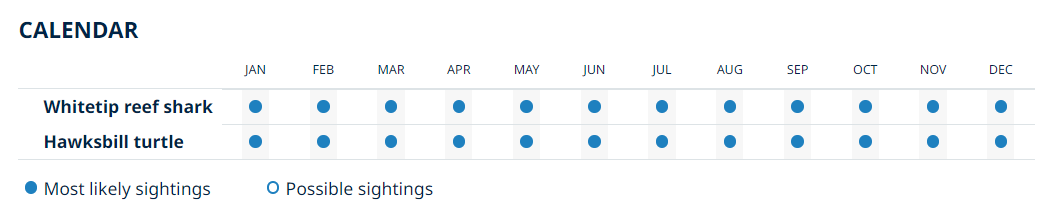 CALENDAR
JAN FEB MAR APR MAY JUN JUL AUG SEP OCT NOV DEC
Whitetip reef shark
Hawksbill turtle
Most likely sightings Possible sightings